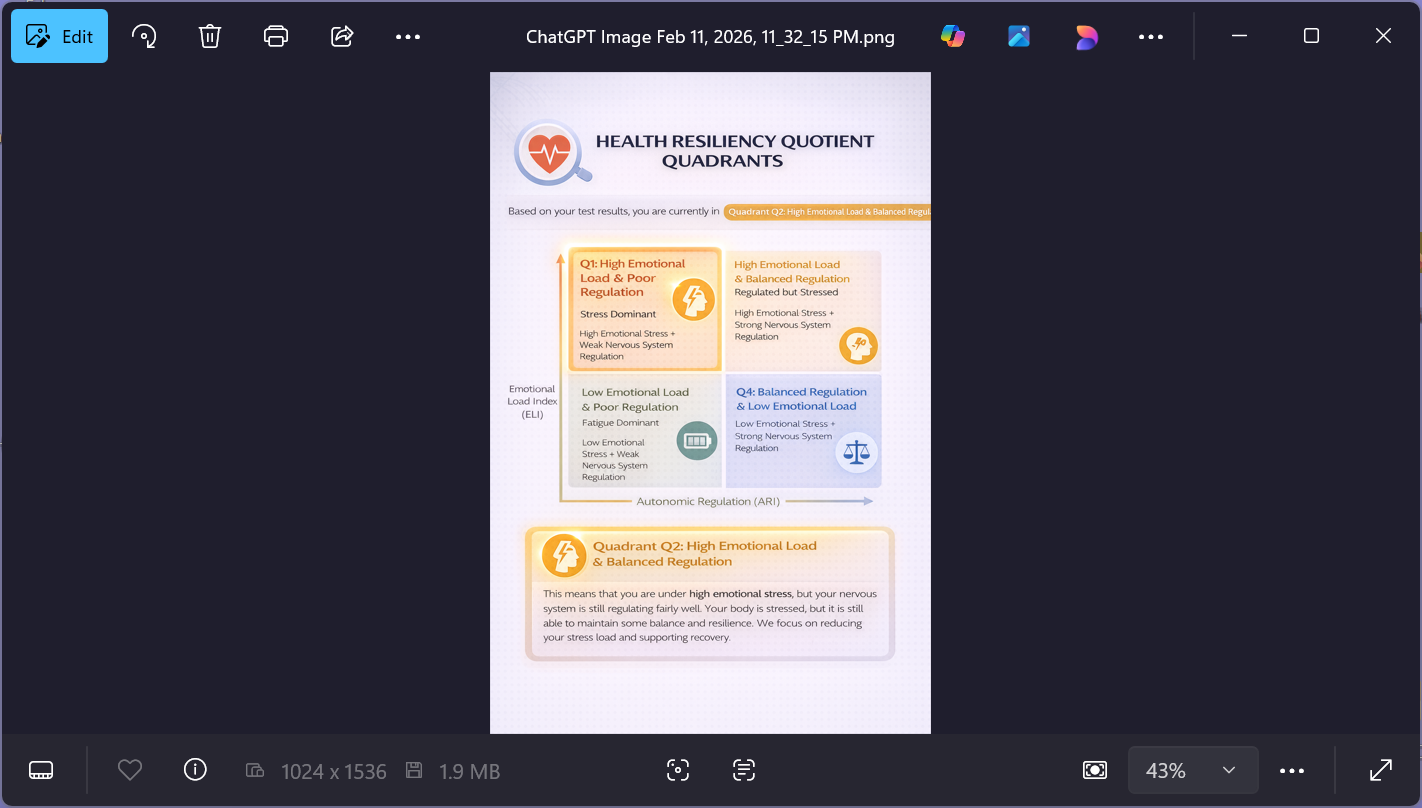 Edit
ChatGPT Image Feb 11, 2026, 11_32_15 PM.png
HEALTH RESILIENCY QUOTIENT
QUADRANTS
Based on your test results, you are currently in Quadrant Q2: High Emotional Load & Balanced Regul
Q1: High Emotional
Load & Poor
Regulation
Stress Dominant
High Emotional Stress +
Weak Nervous System
Regulation
High Emotional Load
& Balanced Regulation
Regulated but Stressed
High Emotional Stress +
Strong Nervous System
Regulation
Emotional
Load Index
(ELI)
Low Emotional Load
& Poor Regulation
Fatigue Dominant
Low Emotional
Stress + Weak
Nervous System
Regulation
Q4: Balanced Regulation
& Low Emotional Load
Low Emotional Stress +
Strong Nervous System
Regulation
Autonomic Regulation (ARI)
Quadrant Q2: High Emotional Load
& Balanced Regulation
This means that you are under high emotional stress, but your nervous
system is still regulating fairly well. Your body is stressed, but it is still
able to maintain some balance and resilience. We focus on reducing
your stress load and supporting recovery.
1024 x 1536
1.9 MB
43%